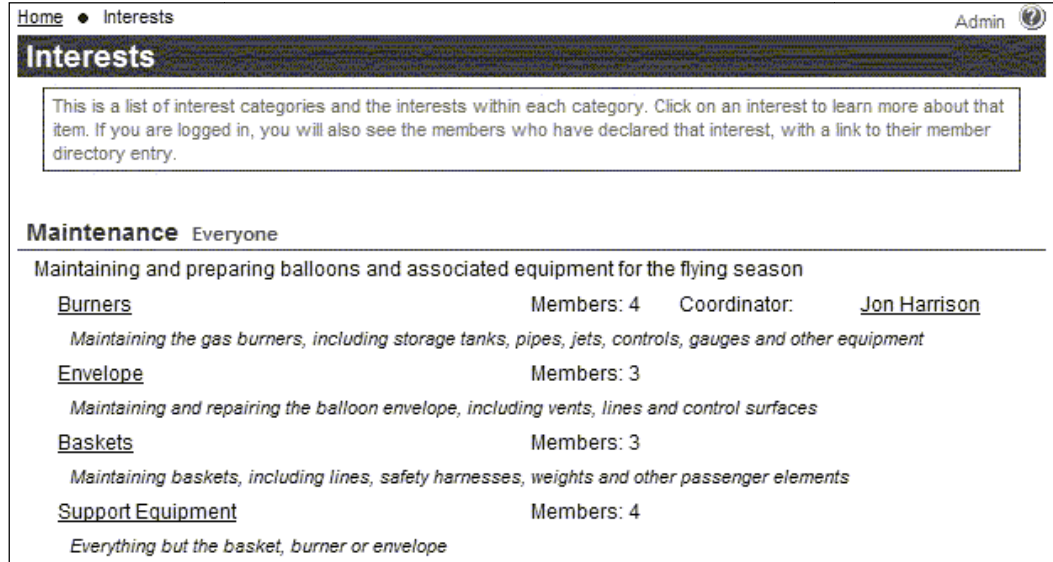 Home ● Interests Admin ?
Interests
This is a list of interest categories and the interests within each category. Click on an interest to learn more about that
item. If you are logged in, you will also see the members who have declared that interest, with a link to their member
directory entry.
Maintenance Everyone
Maintaining and preparing balloons and associated equipment for the flying season
Burners Members: 4 Coordinator: Jon Harrison
Maintaining the gas burners, including storage tanks, pipes, jets, controls, gauges and other equipment
Envelope Members: 3
Maintaining and repairing the balloon envelope, including vents, lines and control surfaces
Baskets Members: 3
Maintaining baskets, including lines, safety harnesses, weights and other passenger elements
Support Equipment Members: 4
Everything but the basket, burner or envelope